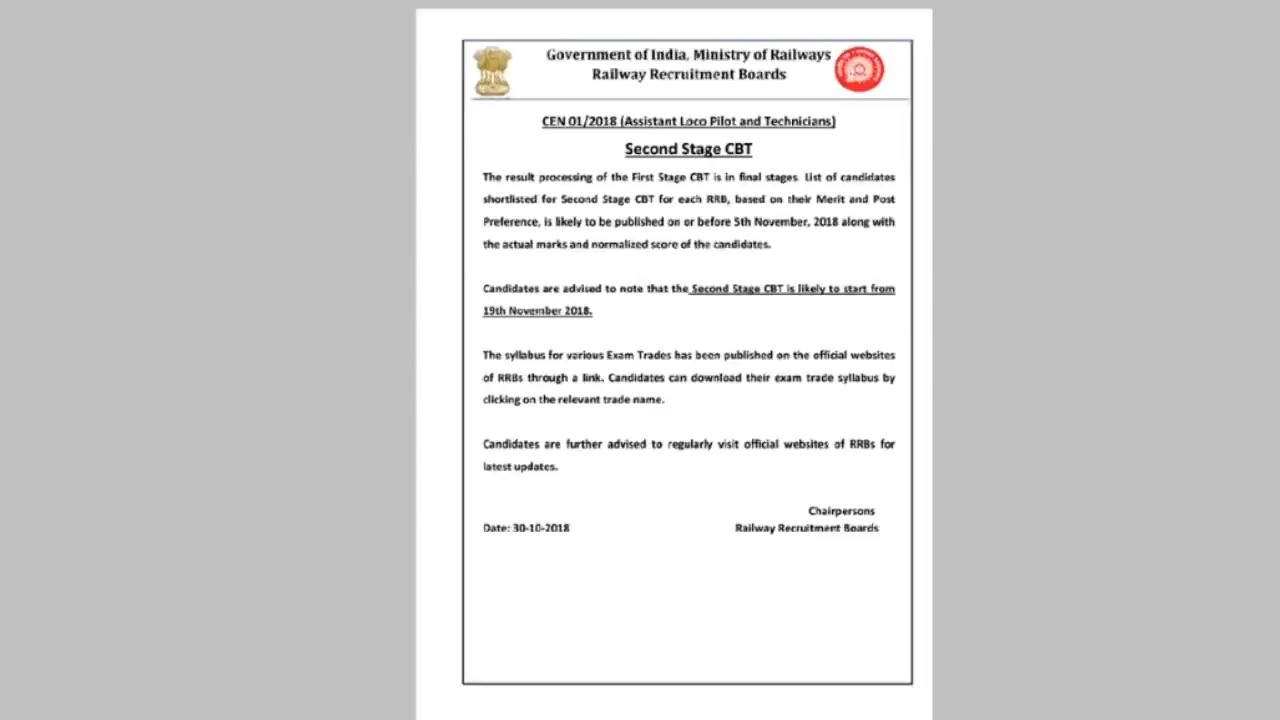 Government of India, Ministry of Railways
Railway Recruitment Boards
CEN 01/2018 (Assistant Loco Pilot and Technicians)
Second Stage CBT
The result processing of the First Stage CBT is in final stages. List of candidates
shortlisted for Second Stage CBT for each RRB, based on their Merit and Post
Preference, is likely to be published on or before 5th November, 2018 along with
the actual marks and normalized score of the candidates.
Candidates are advised to note that the Second Stage CBT is likely to start from
19th November 2018.
The syllabus for various Exam Trades has been published on the official websites
of RRBs through a link. Candidates can download their exam trade syllabus by
clicking on the relevant trade name.
Candidates are further advised to regularly visit official websites of RRBs for
latest updates.
Chairpersons
Date: 30-10-2018 Railway Recruitment Boards